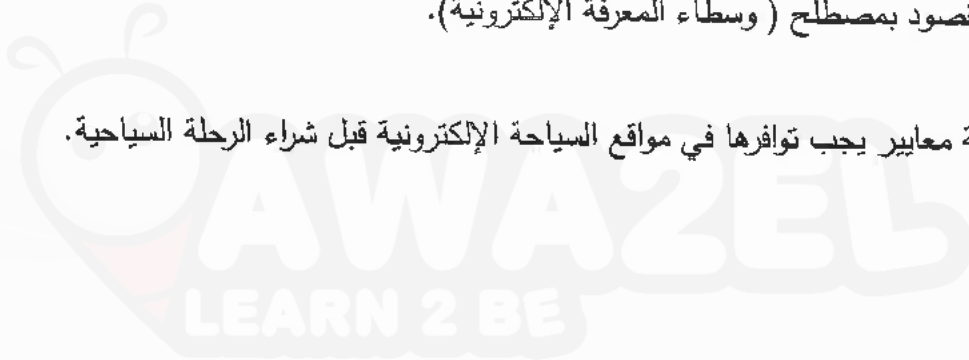 بمصطلح ( وسطاء المعرفة الإلكترونية).
معايير يجب توافرها في مواقع السياحة الإلكترونية قبل شراء الرحلة السياحية.
AWA2EL
LEARN 2 BE